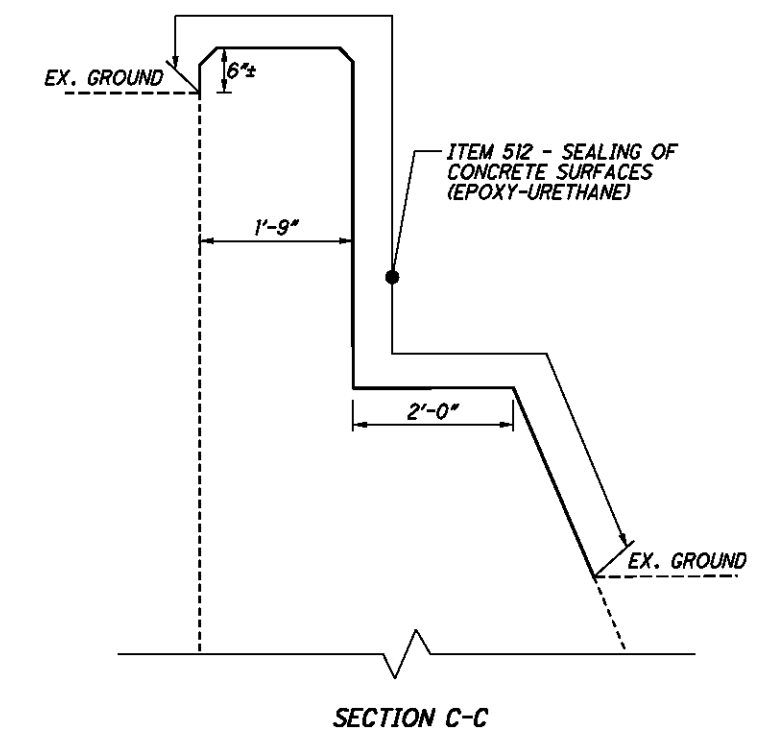 EX. GROUND
6"±
ITEM 512 - SEALING OF
CONCRETE SURFACES
(EPOXY-URETHANE)
1'-9"
2'-0"
EX. GROUND
SECTION C-C